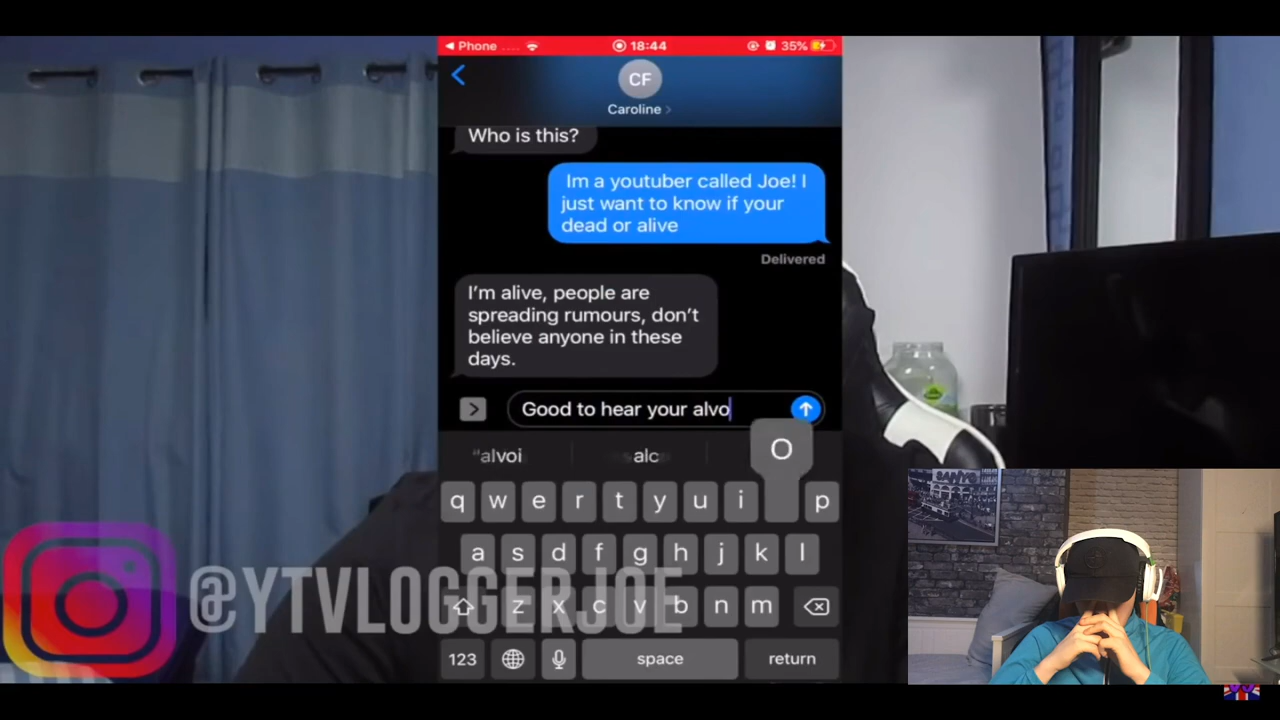 Phone ....
18:44
35%
CF
Caroline >
Who is this?
Im a youtuber called Joe! I
just want to know if your
dead or alive
Delivered
I'm alive, people are
spreading rumours, don't
believe anyone in these
days.
Good to hear your alvo
"alvoi
alc
O
q w e r t y u i p
a s d f g h j k l
z x c v b n m
123
space
return
@YTVLOGGERJOE